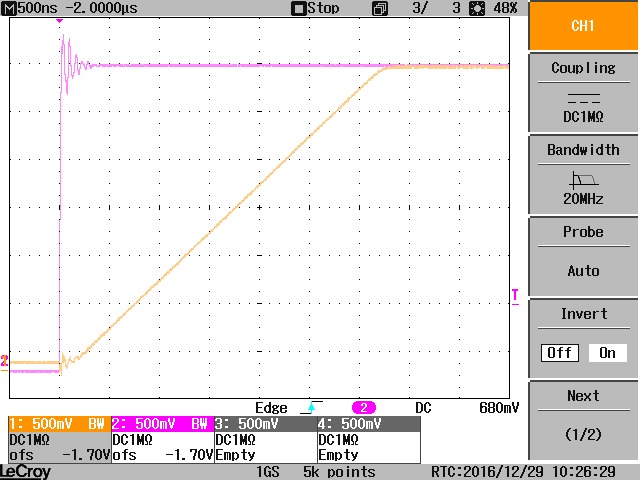 M 500ns -2.0000µs Stop 3/ 3 48%
CH1
Coupling
DC1MΩ
Bandwidth
20MHz
Probe
Auto
T
Invert
Off On
2
Next
(1/2)
Edge 2 DC 680mV
1: 500mV BW 2: 500mV BW 3: 500mV 4: 500mV
DC1MΩ DC1MΩ DC1MΩ DC1MΩ
ofs -1.70V ofs -1.70V Empty Empty
LeCroy 1GS 5k points RTC:2016/12/29 10:26:29